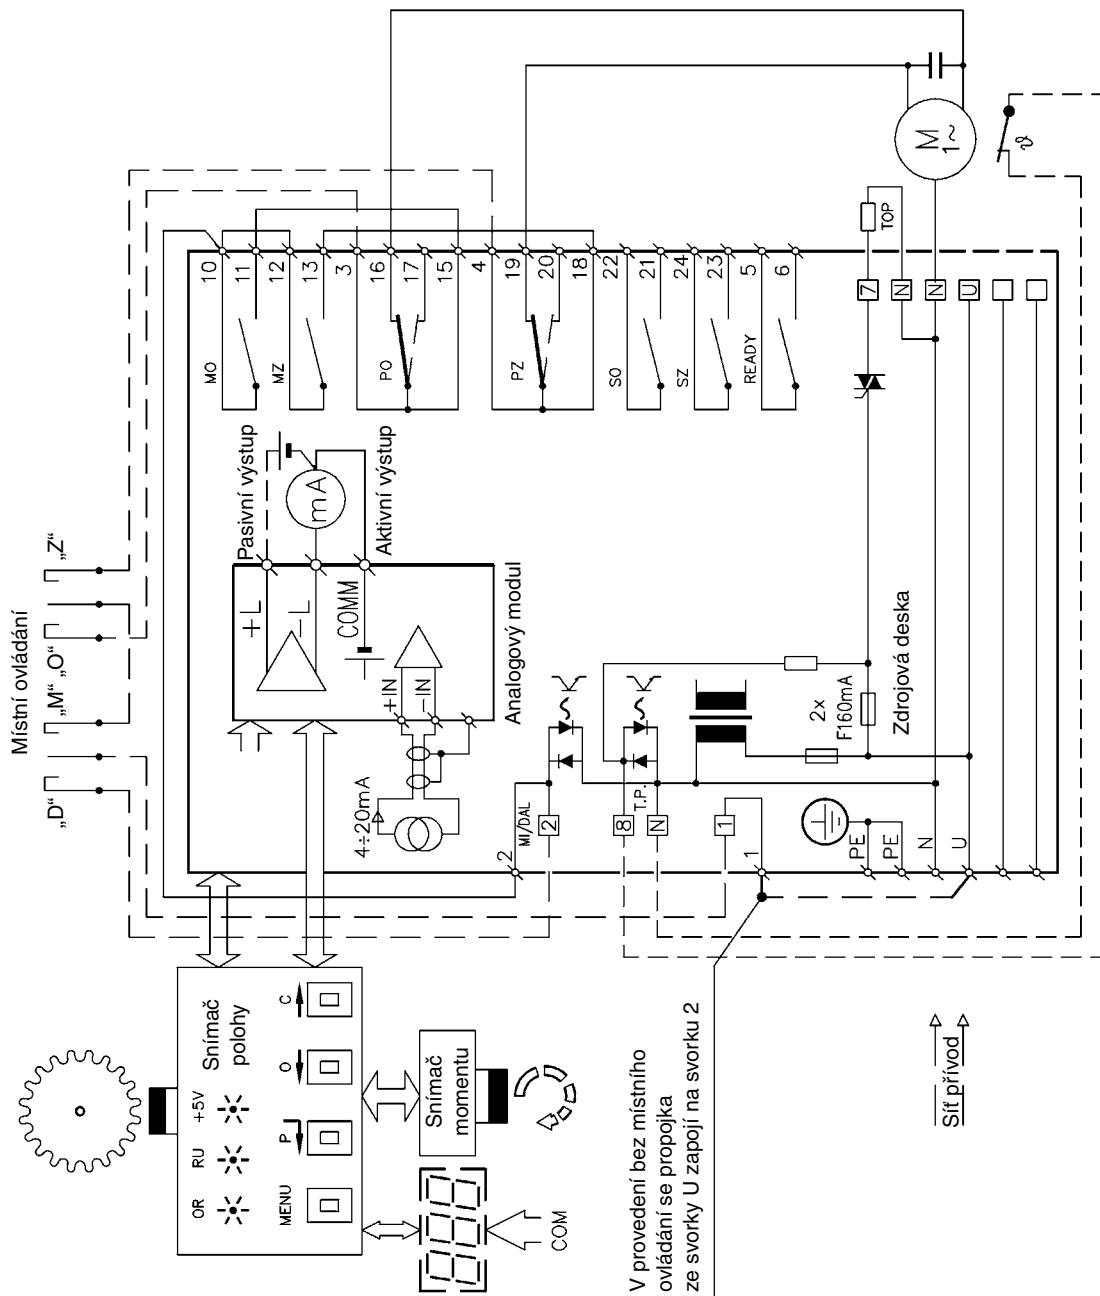 Místní ovládání
„D“ „M“ „O“ „Z“
Snímač
polohy
OR RU +5V
MENU P O C
Snímač
momentu
COM
Pasivní výstup
Aktivní výstup
mA
+L
−L
COMM
+IN
−IN
Analogový modul
4÷20mA
MO
MZ
PO
PZ
SO
SZ
READY
10
11
12
13
3
16
17
15
4
19
20
18
22
21
24
23
5
6
TOP
7
N
N
U
M
1~
ϑ
2
MI/DAL
2
8
T.P.
N
1
1
PE
PE
N
U
2x
F160mA
Zdrojová deska
V provedení bez místního
ovládání se propojka
ze svorky U zapojí na svorku 2
Síť přívod